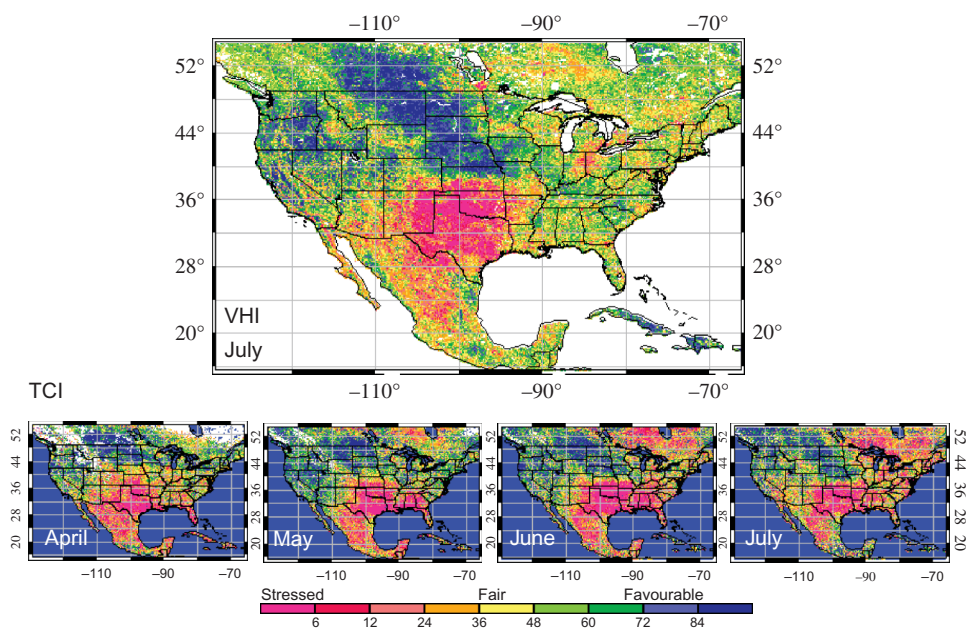 −110° −90° −70°
52° 52°
44° 44°
36° 36°
28° 28°
VHI
20° 20°
July
−110° −90° −70°
TCI
52 52
44 44
36 36
28 28
20 20
April May June July
−110 −90 −70 −110 −90 −70 −110 −90 −70 −110 −90 −70
Stressed Fair Favourable
6 12 24 36 48 60 72 84